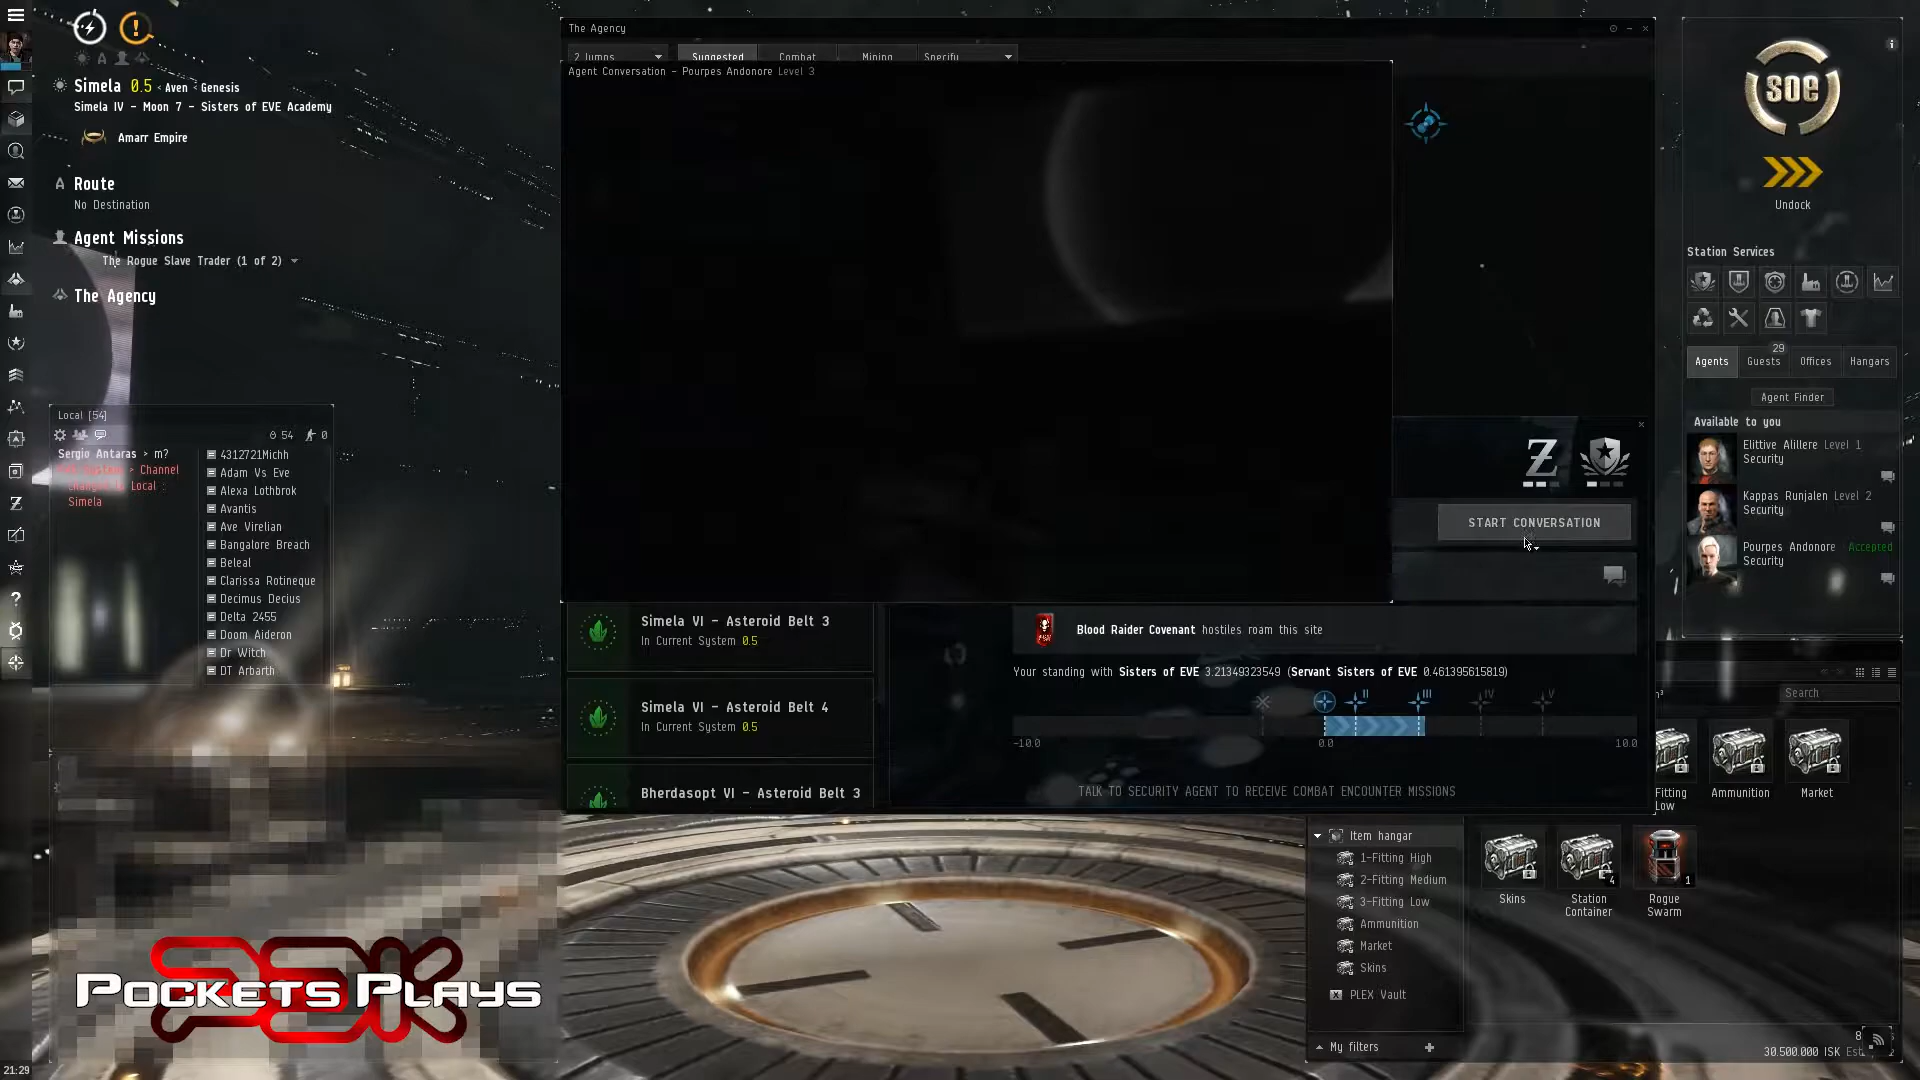 The Agency
2 Jumps
Suggested
Combat
Mining
Specify
Agent Conversation - Pourpes Andonore Level 3
Simela 0.5 ‹ Aven ‹ Genesis
Simela IV - Moon 7 - Sisters of EVE Academy
Amarr Empire
Route
No Destination
Agent Missions
The Rogue Slave Trader (1 of 2)
The Agency
Local [54]
54
0
Sergio Antaras > m?
> Channel
Local :
Simela
4312721Michh
Adam Vs Eve
Alexa Lothbrok
Avantis
Ave Virelian
Bangalore Breach
Beleal
Clarissa Rotineque
Decimus Decius
Delta 2455
Doom Aideron
Dr Witch
DT Arbarth
START CONVERSATION
Simela VI - Asteroid Belt 3
In Current System 0.5
Simela VI - Asteroid Belt 4
In Current System 0.5
Bherdasopt VI - Asteroid Belt 3
Blood Raider Covenant hostiles roam this site
Your standing with Sisters of EVE 3.21349323549 (Servant Sisters of EVE 0.461395615819)
II
III
IV
V
-10.0
0.0
10.0
TALK TO SECURITY AGENT TO RECEIVE COMBAT ENCOUNTER MISSIONS
SOE
Undock
Station Services
Agents
Guests
29
Offices
Hangars
Agent Finder
Available to you
Elittive Alillere Level 1
Security
Kappas Runjalen Level 2
Security
Pourpes Andonore Accepted
Security
Search
Fitting
Low
Ammunition
Market
Item hangar
1-Fitting High
2-Fitting Medium
3-Fitting Low
Ammunition
Market
Skins
PLEX Vault
My filters
Skins
4
Station
Container
1
Rogue
Swarm
30.500.000 ISK
POCKETS PLAYS
21:29